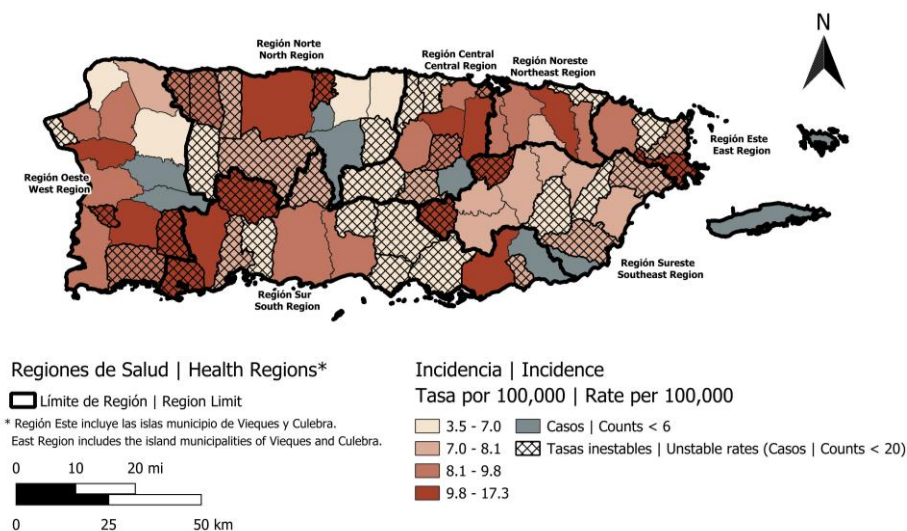 N
Región Norte
North Region
Región Central
Central Region
Región Noreste
Northeast Region
Región Este
East Region
Región Oeste
West Region
Región Sureste
Southeast Region
Región Sur
South Region
Regiones de Salud | Health Regions*
Límite de Región | Region Limit
* Región Este incluye las islas municipio de Vieques y Culebra.
East Region includes the island municipalities of Vieques and Culebra.
0 10 20 mi
0 25 50 km
Incidencia | Incidence
Tasa por 100,000 | Rate per 100,000
3.5 - 7.0
7.0 - 8.1
8.1 - 9.8
9.8 - 17.3
Casos | Counts < 6
Tasas inestables | Unstable rates (Casos | Counts < 20)